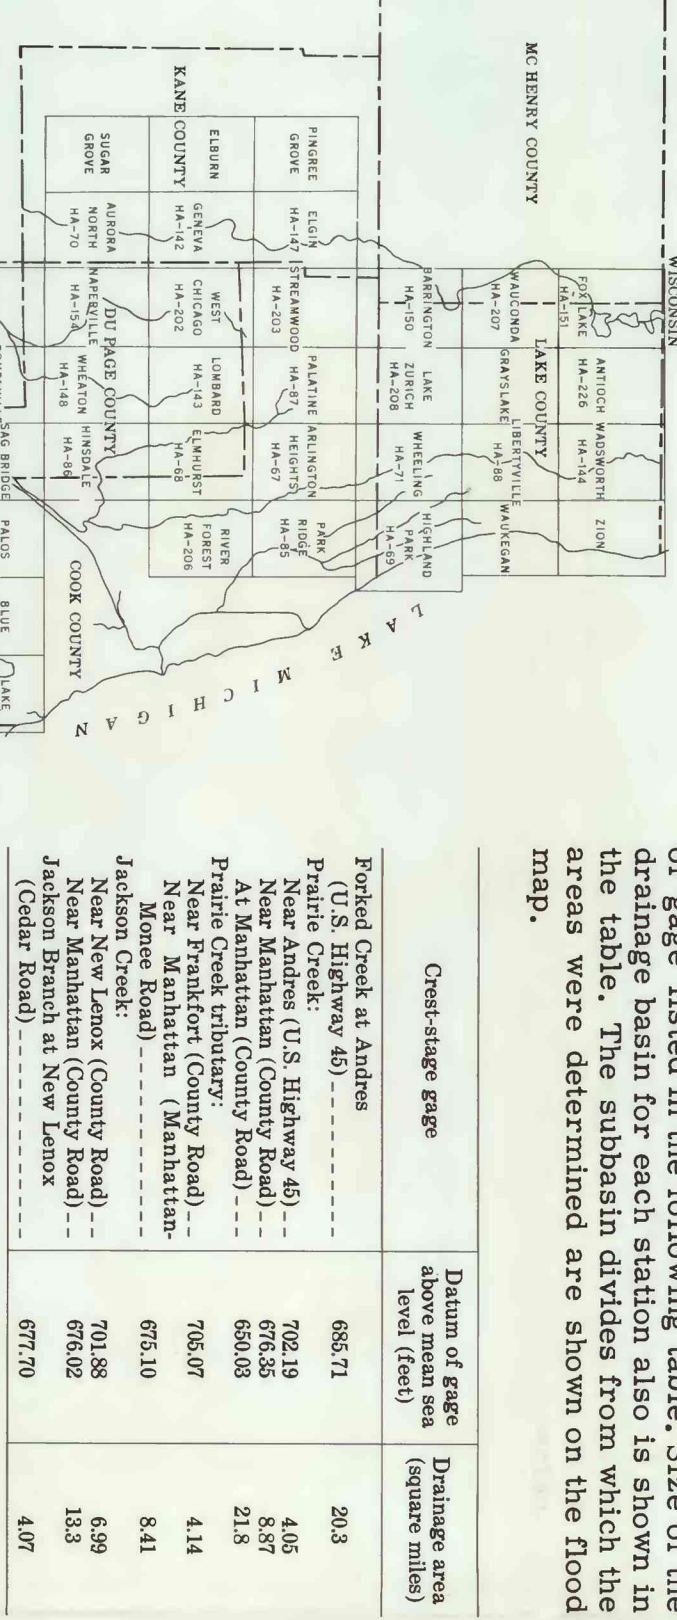 WISCONSIN
MC HENRY COUNTY
FOX LAKE
HA-151
ANTIOCH
HA-226
WADSWORTH
HA-144
ZION
LAKE COUNTY
WAUCONDA
HA-207
GRAYSLAKE
LIBERTYVILLE
HA-88
WAUKEGAN
BARRINGTON
HA-150
LAKE
ZURICH
HA-208
WHEELING
HA-71
HIGHLAND
PARK
HA-69
PINGREE
GROVE
ELGIN
HA-147
STREAMWOOD
HA-203
PALATINE
HA-87
ARLINGTON
HEIGHTS
HA-67
PARK
RIDGE
HA-85
KANE COUNTY
ELBURN
GENEVA
HA-142
WEST
CHICAGO
HA-202
LOMBARD
HA-143
ELMHURST
HA-68
RIVER
FOREST
HA-206
SUGAR
GROVE
AURORA
NORTH
HA-70
DU PAGE COUNTY
NAPERVILLE
HA-154
WHEATON
HA-148
HINSDALE
HA-86
COOK COUNTY
LAKE MICHIGAN
SAG BRIDGE
PALOS
BLUE
LAKE
of gage listed in the following table. Size of the
drainage basin for each station also is shown in
the table. The subbasin divides from which the
areas were determined are shown on the flood
map.
Crest-stage gage
Datum of gage
above mean sea
level (feet)
Drainage area
(square miles)
Forked Creek at Andres
(U.S. Highway 45) --------- 685.71 20.3
Prairie Creek:
Near Andres (U.S. Highway 45) -- 702.19 4.05
Near Manhattan (County Road) -- 676.35 8.87
At Manhattan (County Road) --- 650.03 21.8
Prairie Creek tributary:
Near Frankfort (County Road) --- 705.07 4.14
Near Manhattan (Manhattan-
Monee Road) --------- 675.10 8.41
Jackson Creek:
Near New Lenox (County Road) -- 701.88 6.99
Near Manhattan (County Road) -- 676.02 13.3
Jackson Branch at New Lenox
(Cedar Road) ------------ 677.70 4.07